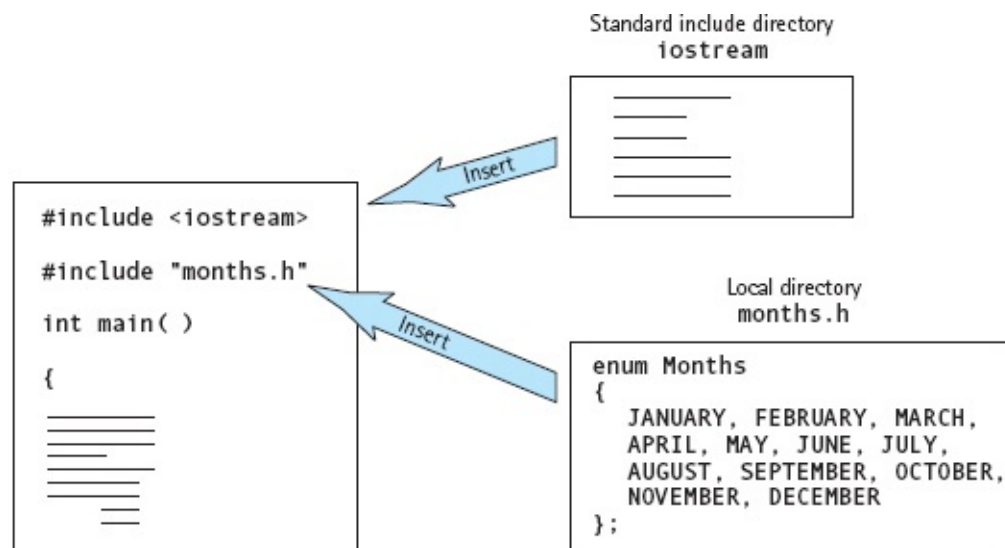 Standard include directory
iostream
Insert
#include <iostream>
#include "months.h"
int main( )
{
Insert
Local directory
months.h
enum Months
{
JANUARY, FEBRUARY, MARCH,
APRIL, MAY, JUNE, JULY,
AUGUST, SEPTEMBER, OCTOBER,
NOVEMBER, DECEMBER
};